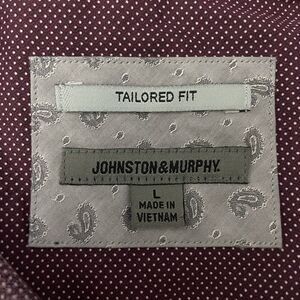 TAILORED FIT
JOHNSTON&MURPHY.
L
MADE IN
VIETNAM